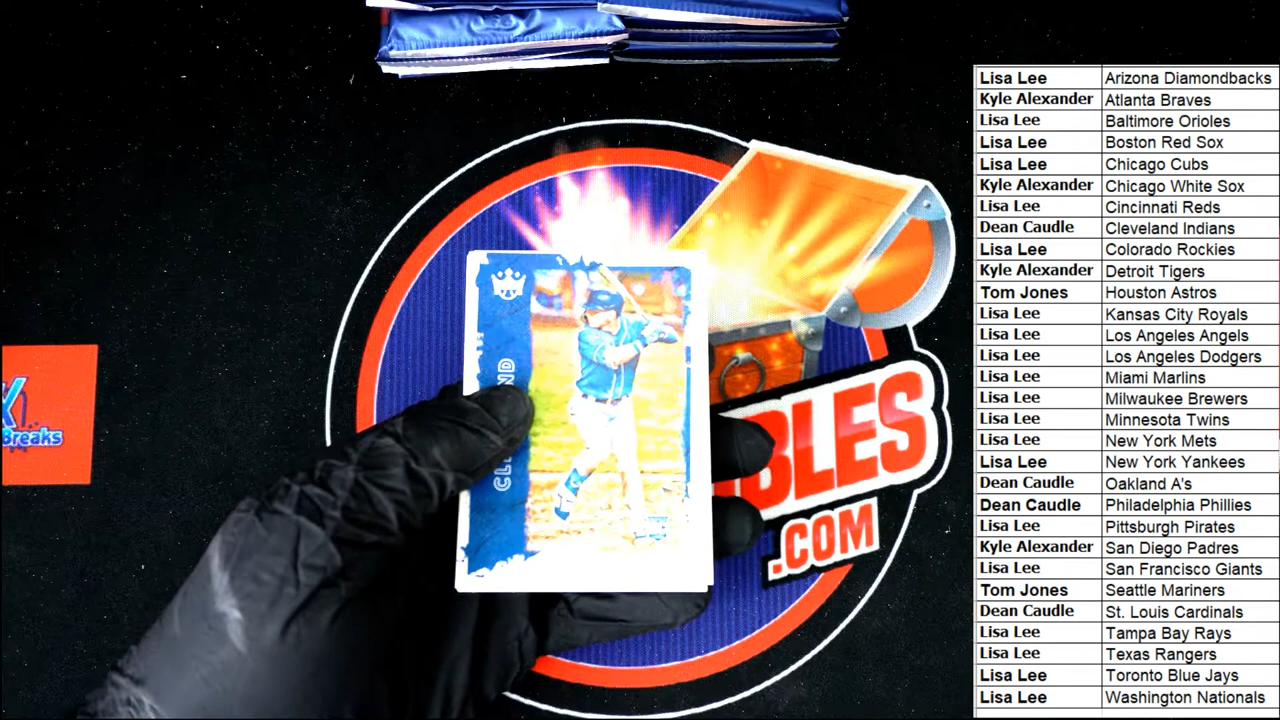 Lisa Lee Arizona Diamondbacks
Kyle Alexander Atlanta Braves
Lisa Lee Baltimore Orioles
Lisa Lee Boston Red Sox
Lisa Lee Chicago Cubs
Kyle Alexander Chicago White Sox
Lisa Lee Cincinnati Reds
Dean Caudle Cleveland Indians
Lisa Lee Colorado Rockies
Kyle Alexander Detroit Tigers
Tom Jones Houston Astros
Lisa Lee Kansas City Royals
Lisa Lee Los Angeles Angels
Lisa Lee Los Angeles Dodgers
Lisa Lee Miami Marlins
Lisa Lee Milwaukee Brewers
Lisa Lee Minnesota Twins
Lisa Lee New York Mets
Lisa Lee New York Yankees
Dean Caudle Oakland A's
Dean Caudle Philadelphia Phillies
Lisa Lee Pittsburgh Pirates
Kyle Alexander San Diego Padres
Lisa Lee San Francisco Giants
Tom Jones Seattle Mariners
Dean Caudle St. Louis Cardinals
Lisa Lee Tampa Bay Rays
Lisa Lee Texas Rangers
Lisa Lee Toronto Blue Jays
Lisa Lee Washington Nationals
Breaks
BLES
.COM